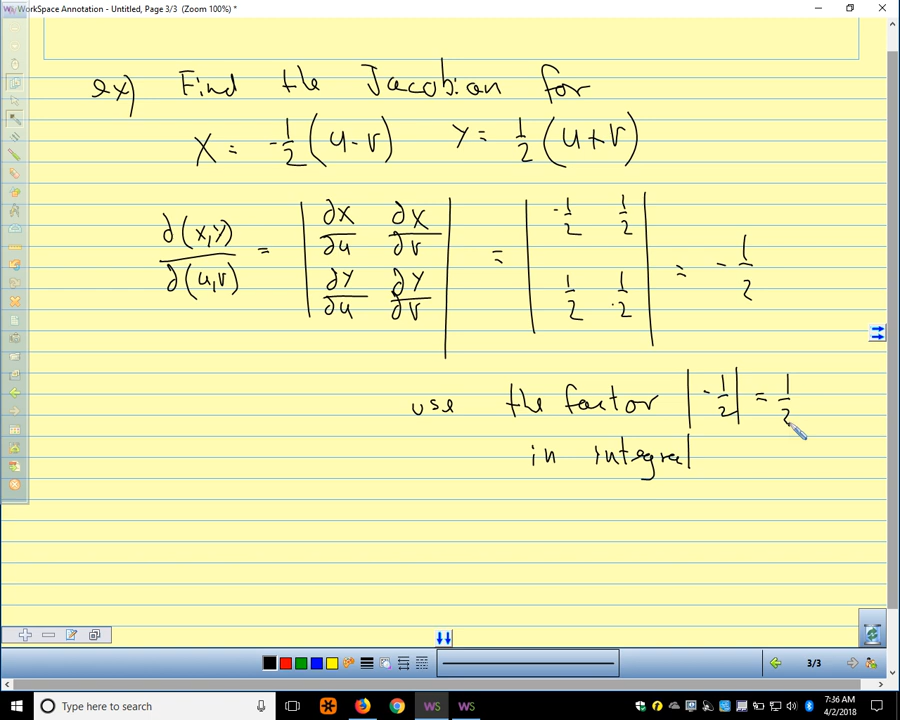 WorkSpace Annotation - Untitled, Page 3/3 (Zoom 100%) *
ex) Find the Jacobian for
X = -1/2 (u - v)   Y = 1/2 (u + v)
∂(x,y)/∂(u,v) = | ∂X/∂u ∂X/∂v ; ∂Y/∂u ∂Y/∂v | = | -1/2 1/2 ; 1/2 1/2 | = -1/2
use the factor |-1/2| = 1/2
in integral
3/3
Type here to search
WS WS
7:36 AM
4/2/2018